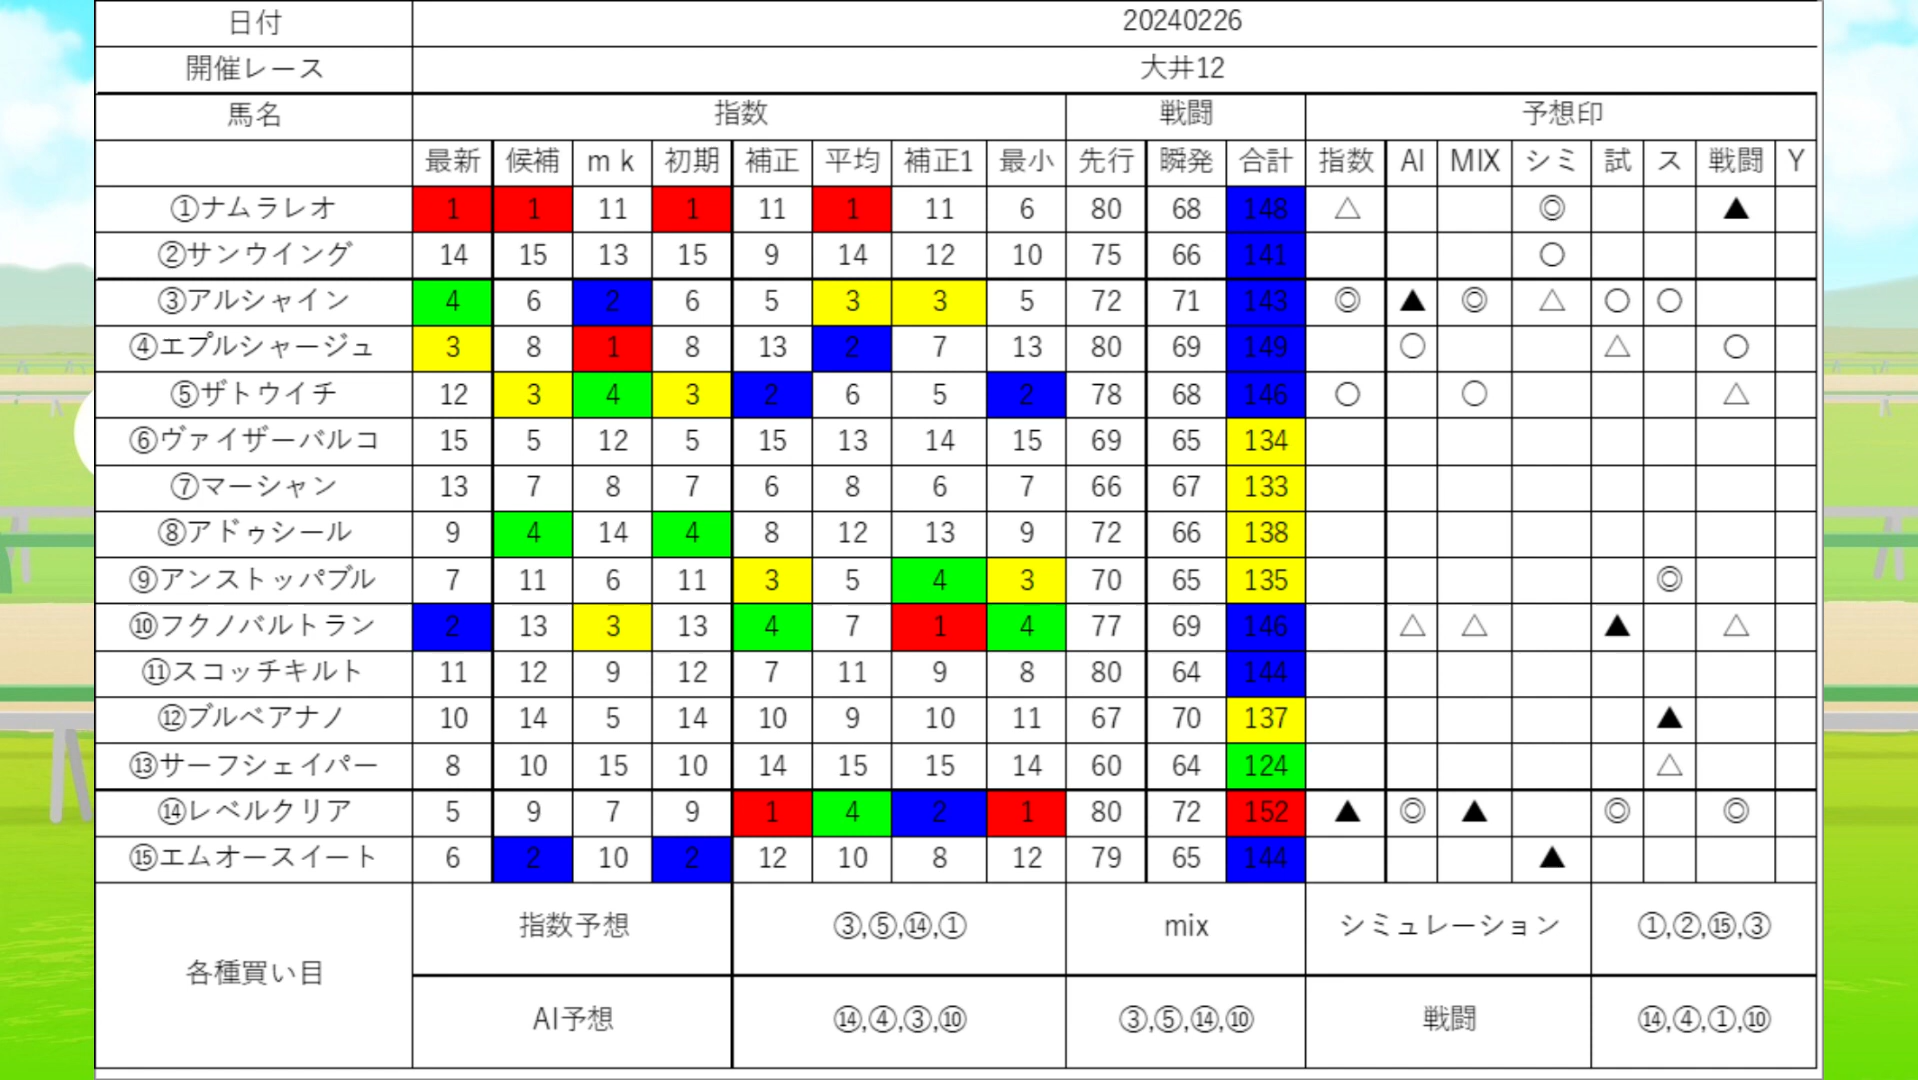 日付 20240226
開催レース 大井12
馬名 指数 戦闘 予想印
最新 候補 ｍｋ 初期 補正 平均 補正1 最小 先行 瞬発 合計 指数 AI MIX シミ 試 ス 戦闘 Y
①ナムラレオ 1 1 11 1 11 1 11 6 80 68 148 △ ◎ ▲
②サンウイング 14 15 13 15 9 14 12 10 75 66 141 ○
③アルシャイン 4 6 2 6 5 3 3 5 72 71 143 ◎ ▲ ◎ △ ○ ○
④エプルシャージュ 3 8 1 8 13 2 7 13 80 69 149 ○ △ ○
⑤ザトウイチ 12 3 4 3 2 6 5 2 78 68 146 ○ ○ △
⑥ヴァイザーバルコ 15 5 12 5 15 13 14 15 69 65 134
⑦マーシャン 13 7 8 7 6 8 6 7 66 67 133
⑧アドゥシール 9 4 14 4 8 12 13 9 72 66 138
⑨アンストッパブル 7 11 6 11 3 5 4 3 70 65 135 ◎
⑩フクノバルトラン 2 13 3 13 4 7 1 4 77 69 146 △ △ ▲ △
⑪スコッチキルト 11 12 9 12 7 11 9 8 80 64 144
⑫ブルベアナノ 10 14 5 14 10 9 10 11 67 70 137 ▲
⑬サーフシェイパー 8 10 15 10 14 15 15 14 60 64 124 △
⑭レベルクリア 5 9 7 9 1 4 2 1 80 72 152 ▲ ◎ ▲ ◎ ◎
⑮エムオースイート 6 2 10 2 12 10 8 12 79 65 144 ▲
各種買い目
指数予想 ③,⑤,⑭,① mix シミュレーション ①,②,⑮,③
AI予想 ⑭,④,③,⑩ ③,⑤,⑭,⑩ 戦闘 ⑭,④,①,⑩